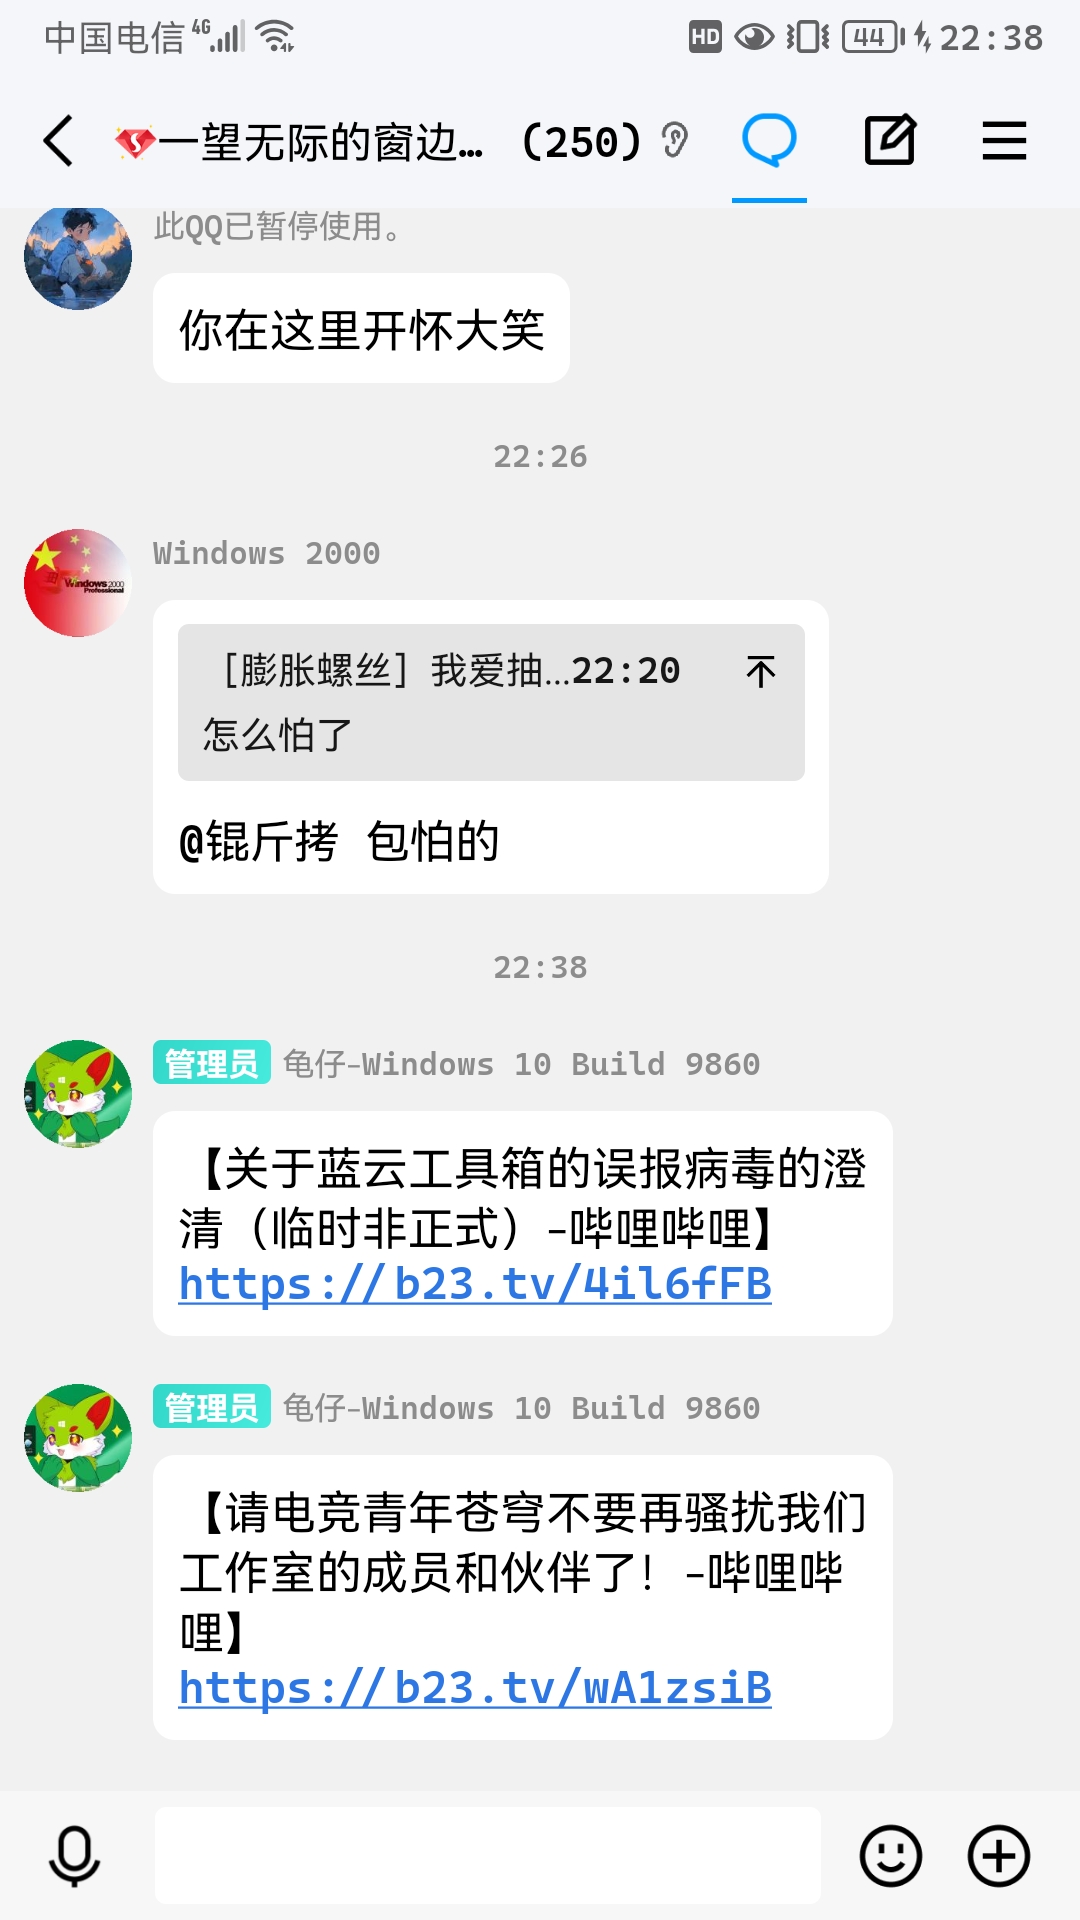 中国电信 4G HD 44 22:38
一望无际的窗边... (250)
此QQ已暂停使用。
你在这里开怀大笑
22:26
Windows 2000
Windows 2000
Professional
[膨胀螺丝] 我爱抽...22:20
怎么怕了
@锟斤拷 包怕的
22:38
管理员 龟仔-Windows 10 Build 9860
【关于蓝云工具箱的误报病毒的澄
清（临时非正式）-哔哩哔哩】
https://b23.tv/4il6fFB
管理员 龟仔-Windows 10 Build 9860
【请电竞青年苍穹不要再骚扰我们
工作室的成员和伙伴了！-哔哩哔
哩】
https://b23.tv/wA1zsiB